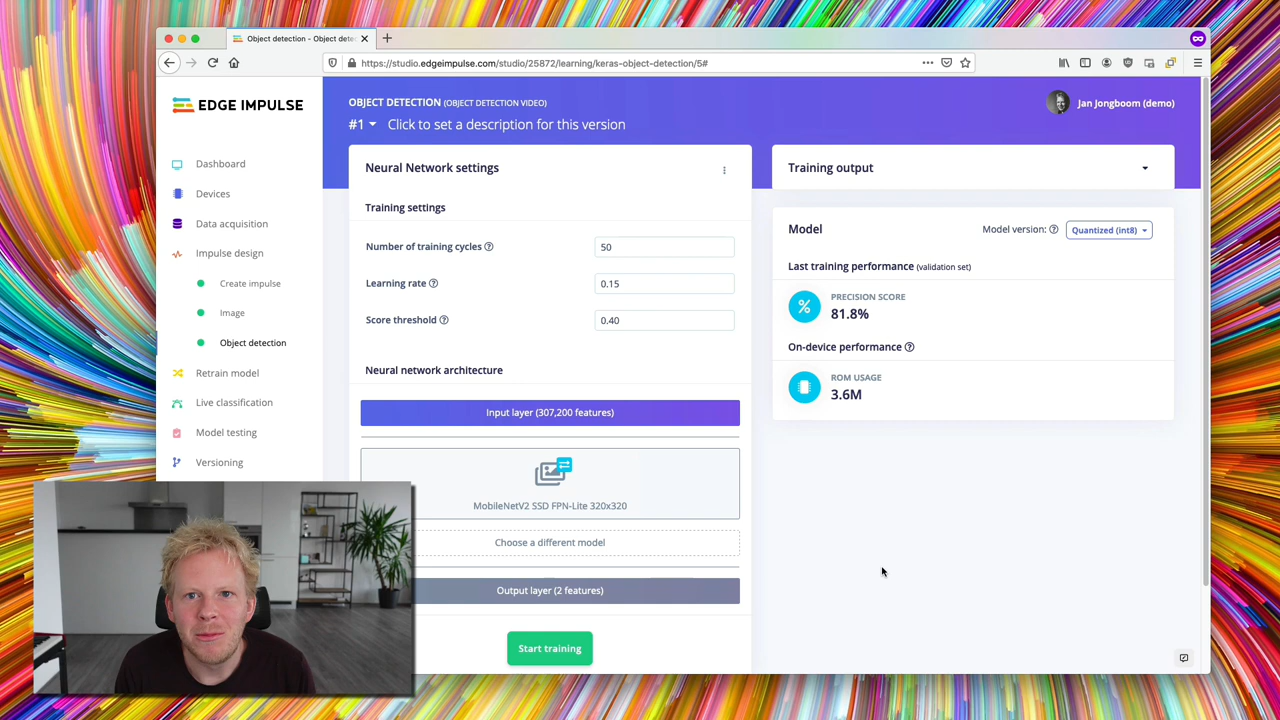 Object detection - Object dete
https://studio.edgeimpulse.com/studio/25872/learning/keras-object-detection/5#
EDGE IMPULSE
Dashboard
Devices
Data acquisition
Impulse design
Create impulse
Image
Object detection
Retrain model
Live classification
Model testing
Versioning
OBJECT DETECTION (OBJECT DETECTION VIDEO)
#1 Click to set a description for this version
Jan Jongboom (demo)
Neural Network settings
Training settings
Number of training cycles ? 50
Learning rate ? 0.15
Score threshold ? 0.40
Neural network architecture
Input layer (307,200 features)
MobileNetV2 SSD FPN-Lite 320x320
Choose a different model
Output layer (2 features)
Start training
Training output
Model
Model version: ? Quantized (int8)
Last training performance (validation set)
%
PRECISION SCORE
81.8%
On-device performance ?
ROM USAGE
3.6M